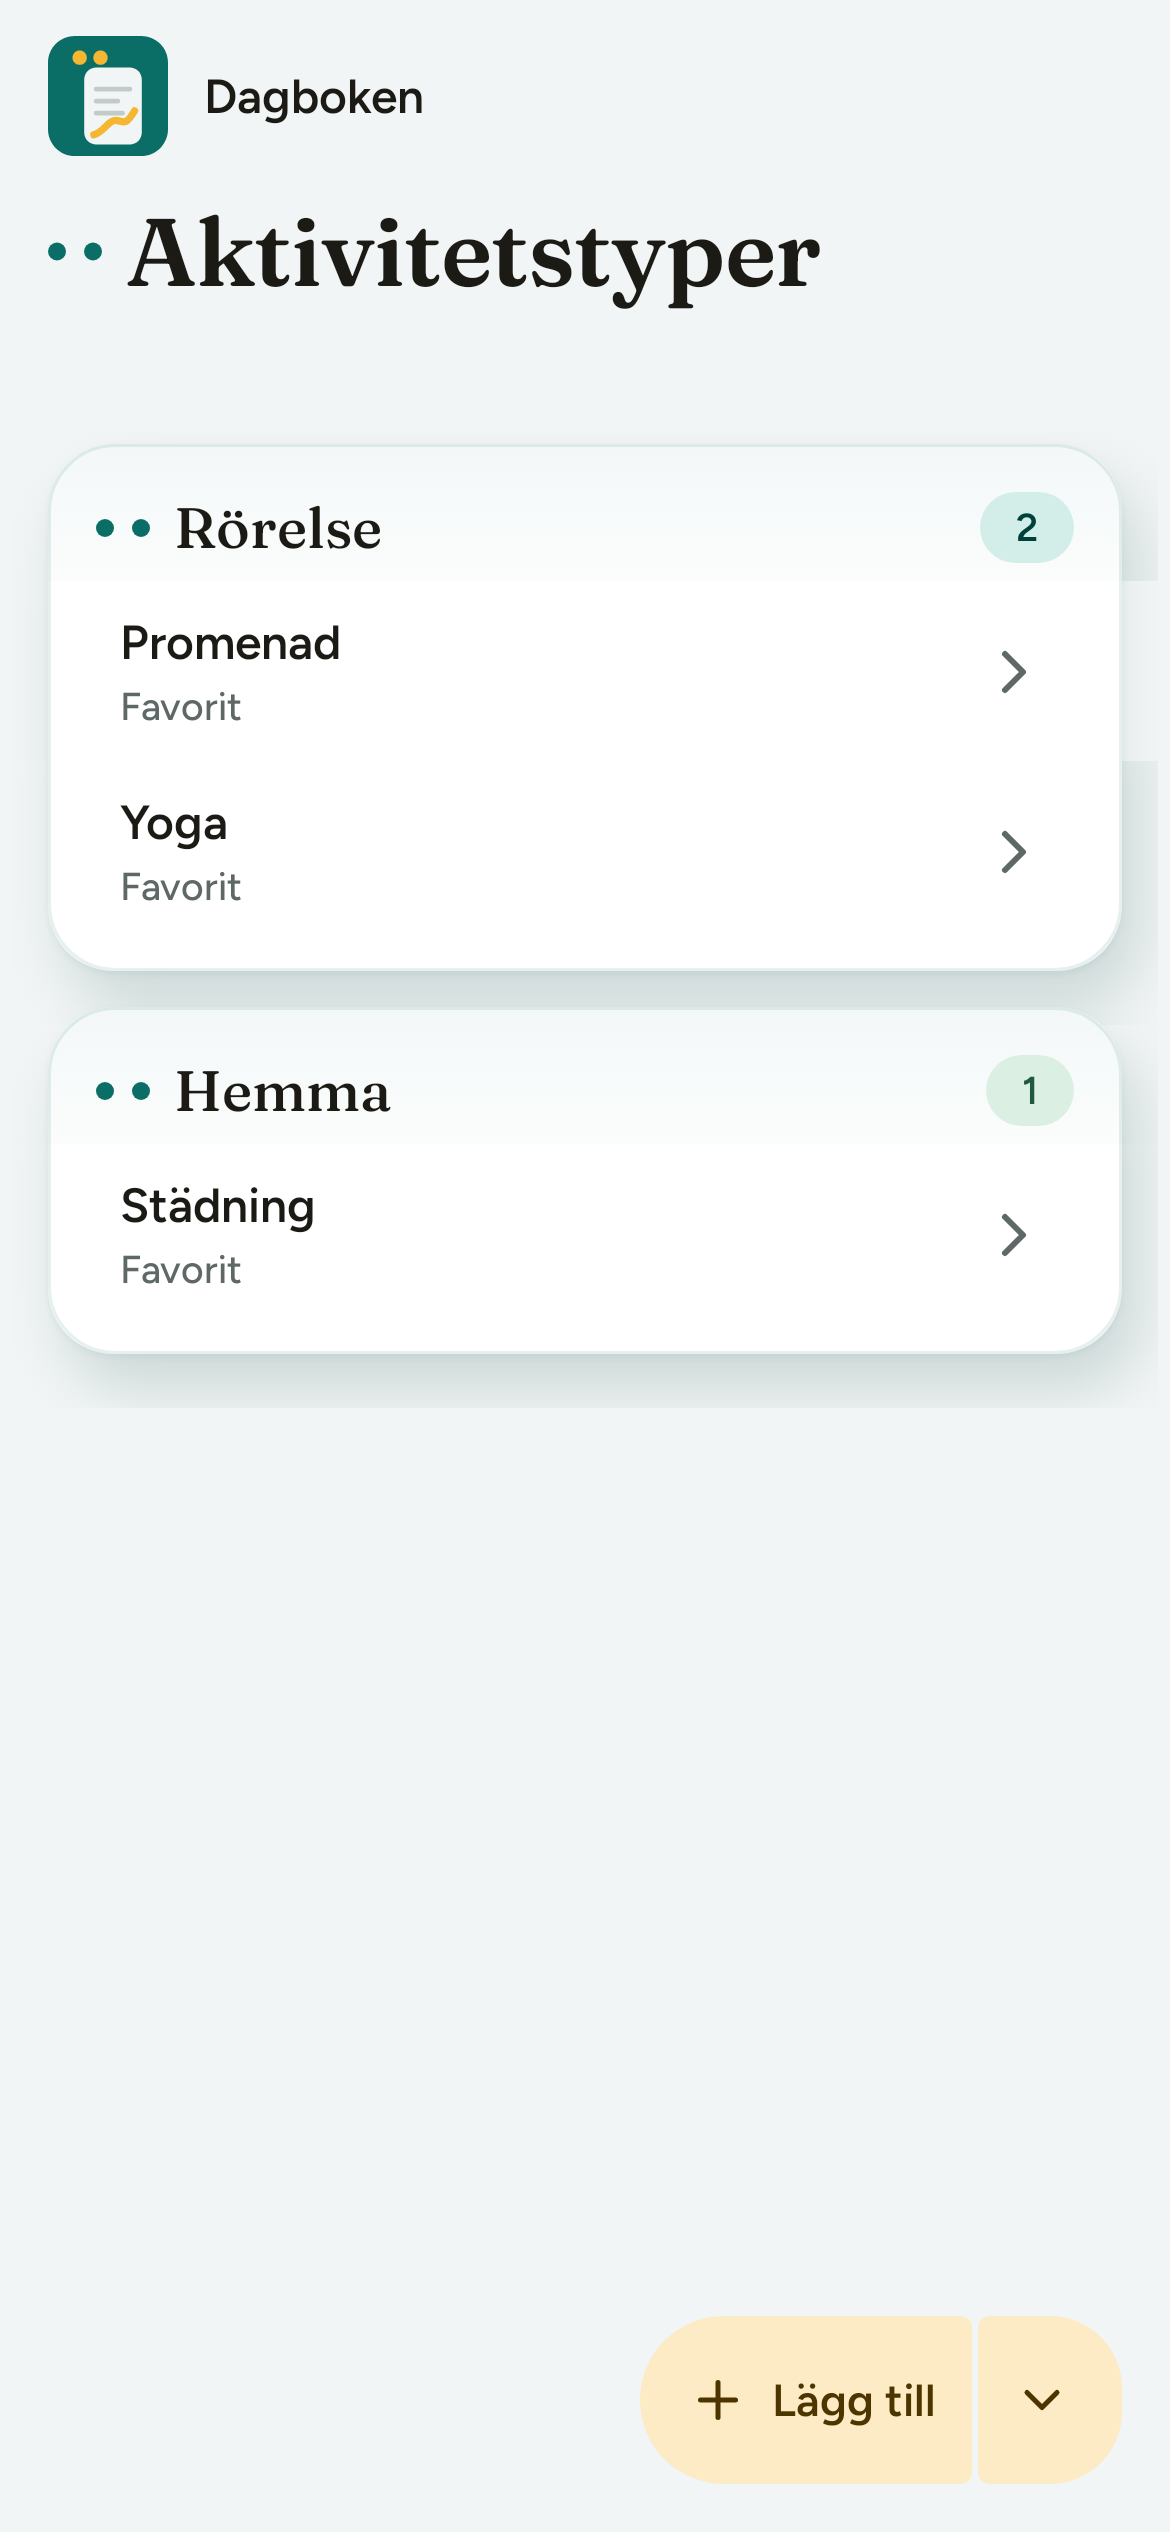 Dagboken
Aktivitetstyper
Rörelse
2
Promenad
Favorit
Yoga
Favorit
Hemma
1
Städning
Favorit
Lägg till